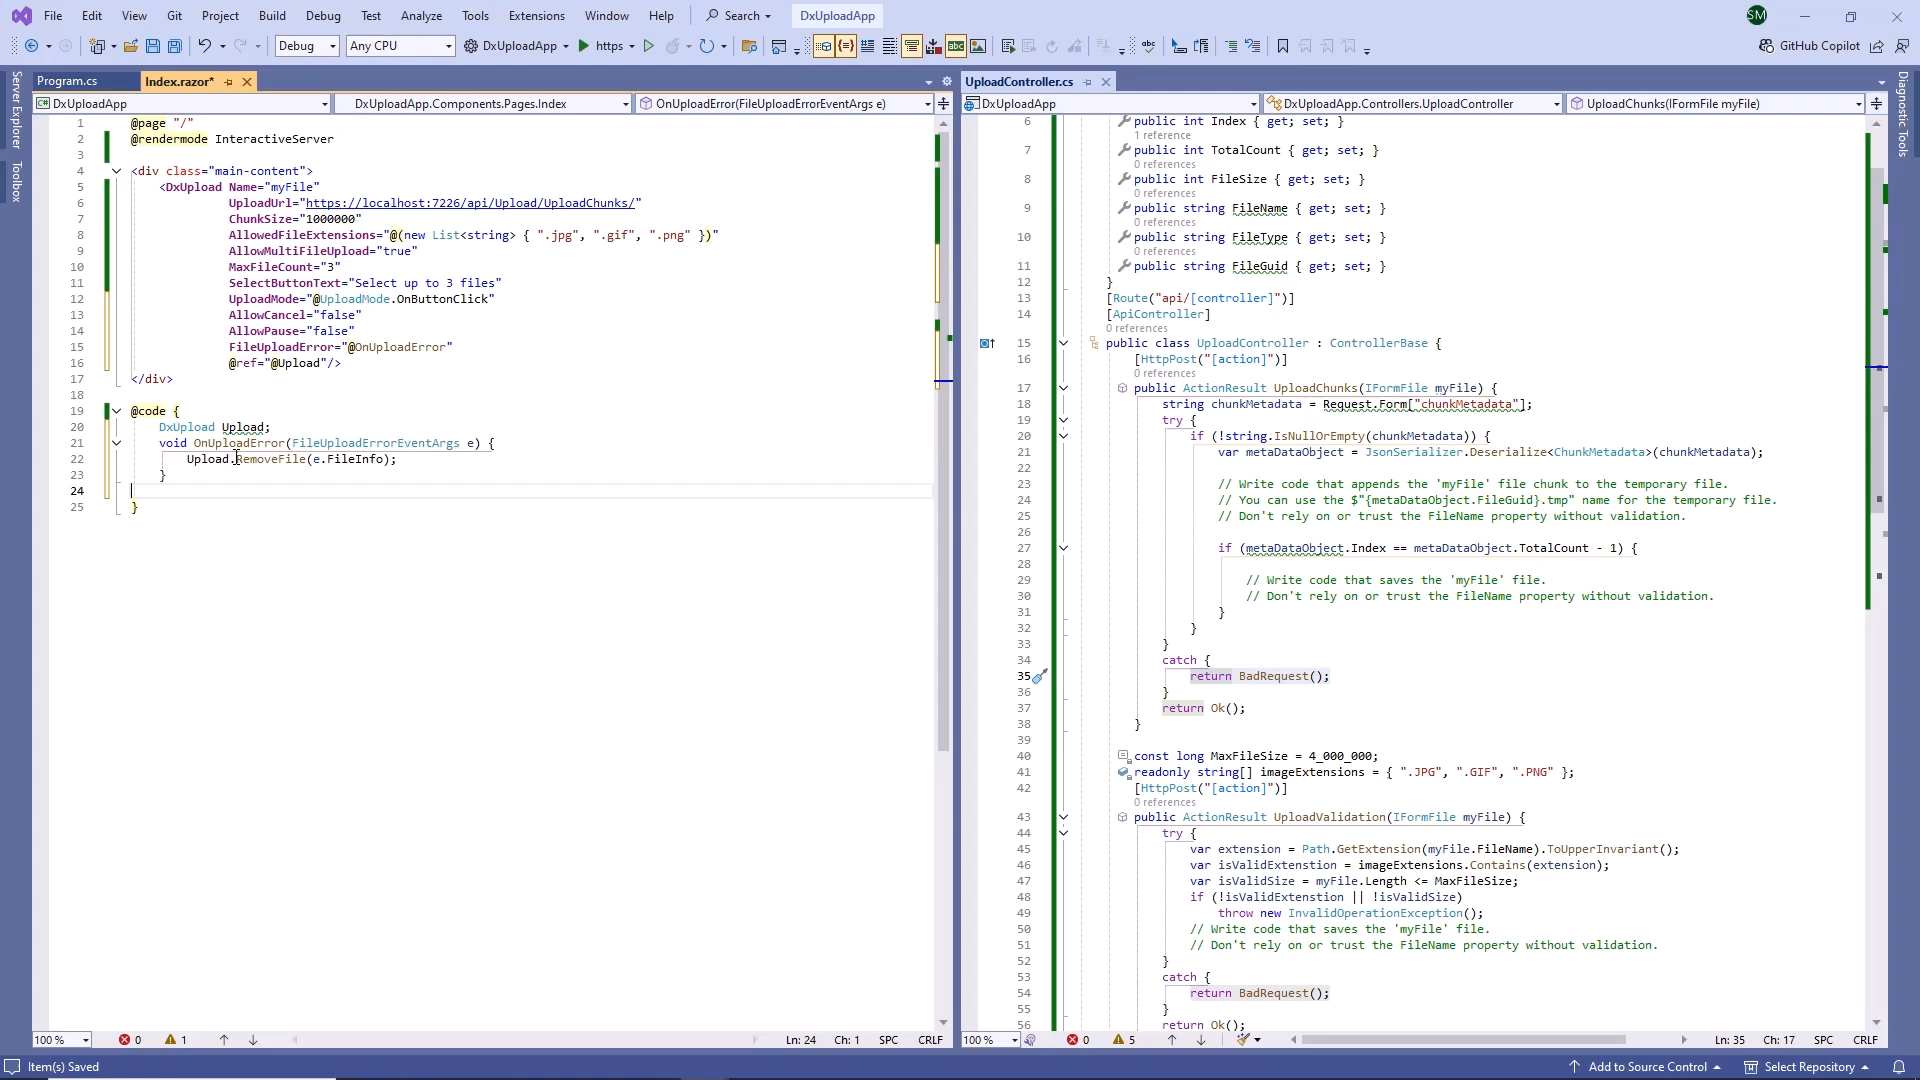 File Edit View Git Project Build Debug Test Analyze Tools Extensions Window Help Search DxUploadApp SM
Debug Any CPU DxUploadApp https GitHub Copilot
Server Explorer
Toolbox
Program.cs Index.razor*
DxUploadApp DxUploadApp.Components.Pages.Index OnUploadError(FileUploadErrorEventArgs e)
1 @page "/"
2 @rendermode InteractiveServer
3
4 <div class="main-content">
5 <DxUpload Name="myFile"
6 UploadUrl="https://localhost:7226/api/Upload/UploadChunks/"
7 ChunkSize="1000000"
8 AllowedFileExtensions="@(new List<string> { ".jpg", ".gif", ".png" })"
9 AllowMultiFileUpload="true"
10 MaxFileCount="3"
11 SelectButtonText="Select up to 3 files"
12 UploadMode="@UploadMode.OnButtonClick"
13 AllowCancel="false"
14 AllowPause="false"
15 FileUploadError="@OnUploadError"
16 @ref="@Upload"/>
17 </div>
18
19 @code {
20 DxUpload Upload;
21 void OnUploadError(FileUploadErrorEventArgs e) {
22 Upload.RemoveFile(e.FileInfo);
23 }
24
25 }
100 % 0 1 Ln: 24 Ch: 1 SPC CRLF
UploadController.cs
DxUploadApp DxUploadApp.Controllers.UploadController UploadChunks(IFormFile myFile)
6 public int Index { get; set; }
1 reference
7 public int TotalCount { get; set; }
0 references
8 public int FileSize { get; set; }
0 references
9 public string FileName { get; set; }
0 references
10 public string FileType { get; set; }
0 references
11 public string FileGuid { get; set; }
12 }
13 [Route("api/[controller]")]
14 [ApiController]
0 references
15 public class UploadController : ControllerBase {
16 [HttpPost("[action]")]
0 references
17 public ActionResult UploadChunks(IFormFile myFile) {
18 string chunkMetadata = Request.Form["chunkMetadata"];
19 try {
20 if (!string.IsNullOrEmpty(chunkMetadata)) {
21 var metaDataObject = JsonSerializer.Deserialize<ChunkMetadata>(chunkMetadata);
22
23 // Write code that appends the 'myFile' file chunk to the temporary file.
24 // You can use the $"{metaDataObject.FileGuid}.tmp" name for the temporary file.
25 // Don't rely on or trust the FileName property without validation.
26
27 if (metaDataObject.Index == metaDataObject.TotalCount - 1) {
28
29 // Write code that saves the 'myFile' file.
30 // Don't rely on or trust the FileName property without validation.
31 }
32 }
33 }
34 catch {
35 return BadRequest();
36 }
37 return Ok();
38 }
39
40 const long MaxFileSize = 4_000_000;
41 readonly string[] imageExtensions = { ".JPG", ".GIF", ".PNG" };
42 [HttpPost("[action]")]
0 references
43 public ActionResult UploadValidation(IFormFile myFile) {
44 try {
45 var extension = Path.GetExtension(myFile.FileName).ToUpperInvariant();
46 var isValidExtenstion = imageExtensions.Contains(extension);
47 var isValidSize = myFile.Length <= MaxFileSize;
48 if (!isValidExtenstion || !isValidSize)
49 throw new InvalidOperationException();
50 // Write code that saves the 'myFile' file.
51 // Don't rely on or trust the FileName property without validation.
52 }
53 catch {
54 return BadRequest();
55 }
56 return Ok();
100 % 0 5 Ln: 35 Ch: 17 SPC CRLF
Diagnostic Tools
Item(s) Saved Add to Source Control Select Repository